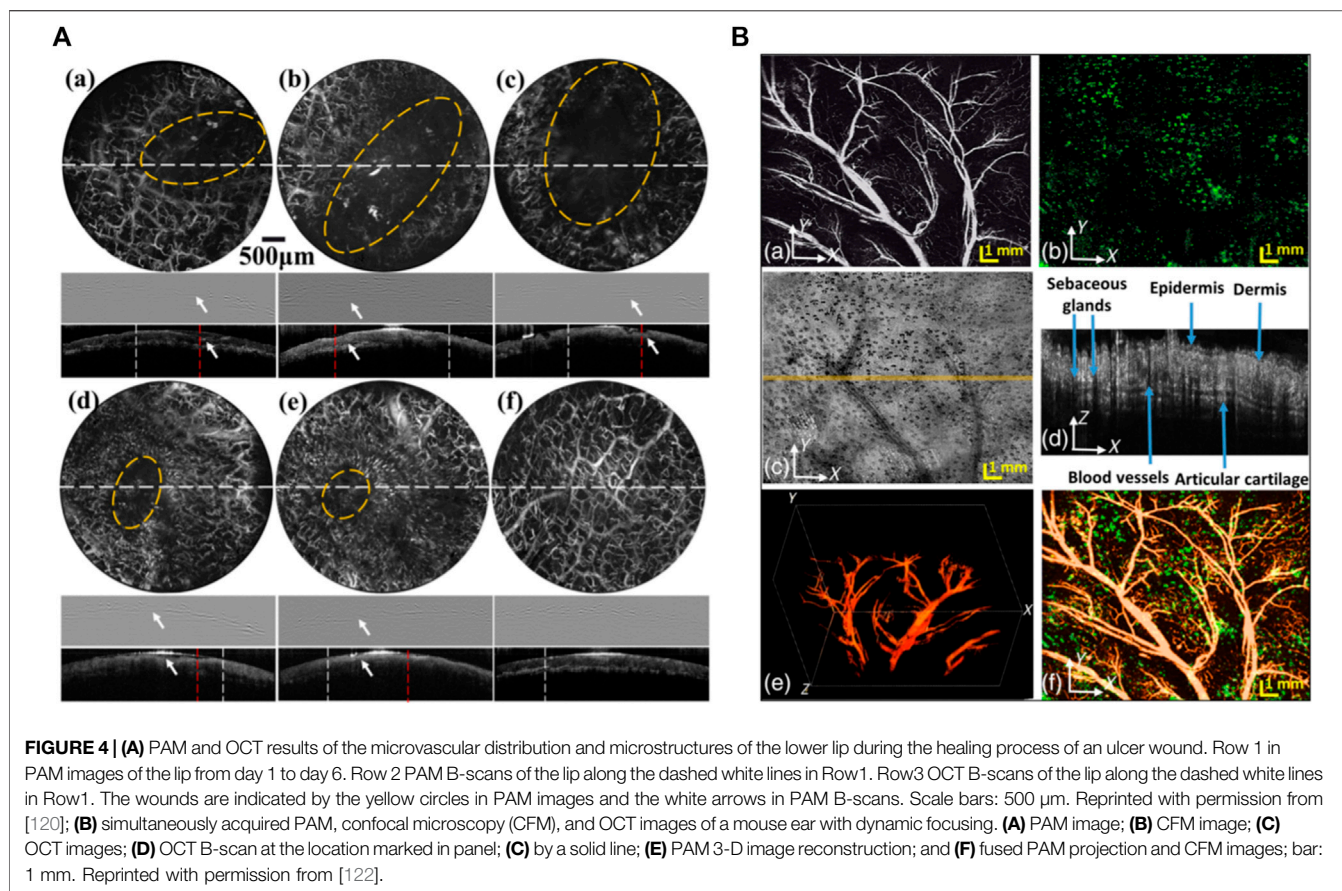 A
B
(a)
(b)
(c)
500μm
(d)
(e)
(f)
Y
X
(a)
1 mm
Y
X
(b)
1 mm
Sebaceous
glands
Epidermis
Dermis
Y
X
(c)
1 mm
Z
X
(d)
Blood vessels
Articular cartilage
Y
X
Z
(e)
Y
X
(f)
1 mm
FIGURE 4 | (A) PAM and OCT results of the microvascular distribution and microstructures of the lower lip during the healing process of an ulcer wound. Row 1 in
PAM images of the lip from day 1 to day 6. Row 2 PAM B-scans of the lip along the dashed white lines in Row1. Row3 OCT B-scans of the lip along the dashed white lines
in Row1. The wounds are indicated by the yellow circles in PAM images and the white arrows in PAM B-scans. Scale bars: 500 μm. Reprinted with permission from
[120]; (B) simultaneously acquired PAM, confocal microscopy (CFM), and OCT images of a mouse ear with dynamic focusing. (A) PAM image; (B) CFM image; (C)
OCT images; (D) OCT B-scan at the location marked in panel; (C) by a solid line; (E) PAM 3-D image reconstruction; and (F) fused PAM projection and CFM images; bar:
1 mm. Reprinted with permission from [122].